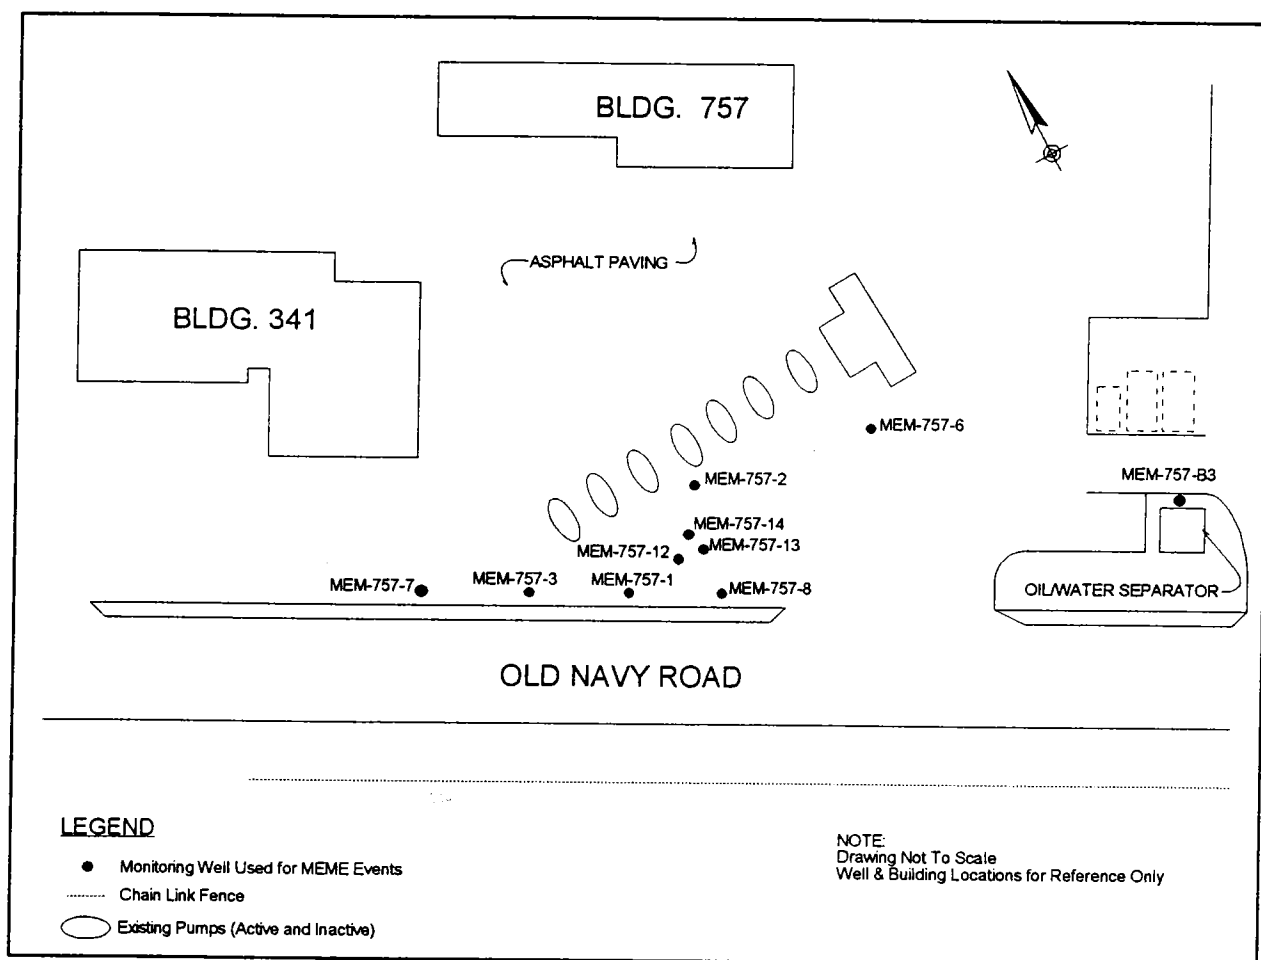 BLDG. 757
ASPHALT PAVING
BLDG. 341
MEM-757-6
MEM-757-B3
MEM-757-2
MEM-757-14
MEM-757-13
MEM-757-12
MEM-757-7
MEM-757-3
MEM-757-1
MEM-757-8
OIL/WATER SEPARATOR
OLD NAVY ROAD
LEGEND
Monitoring Well Used for MEME Events
Chain Link Fence
Existing Pumps (Active and Inactive)
NOTE:
Drawing Not To Scale
Well & Building Locations for Reference Only